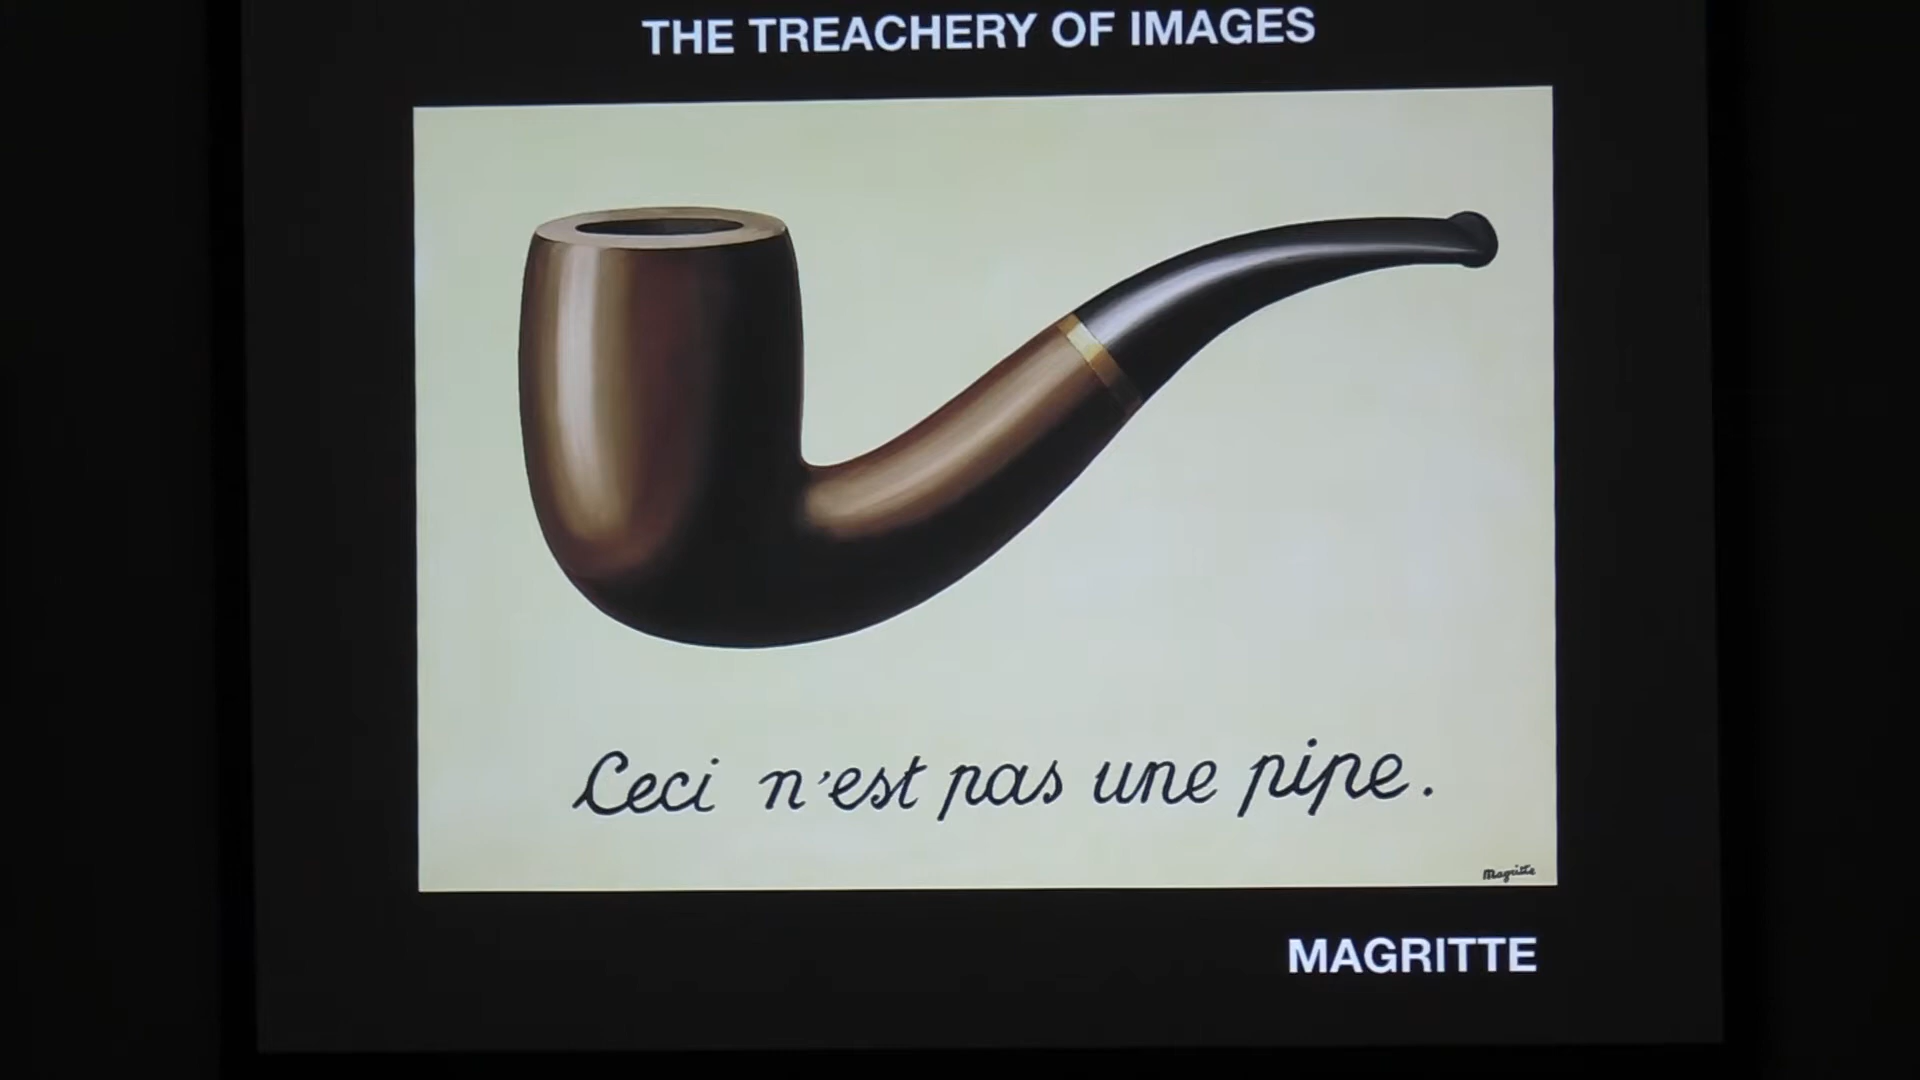 THE TREACHERY OF IMAGES
Ceci n'est pas une pipe.
Magritte
MAGRITTE